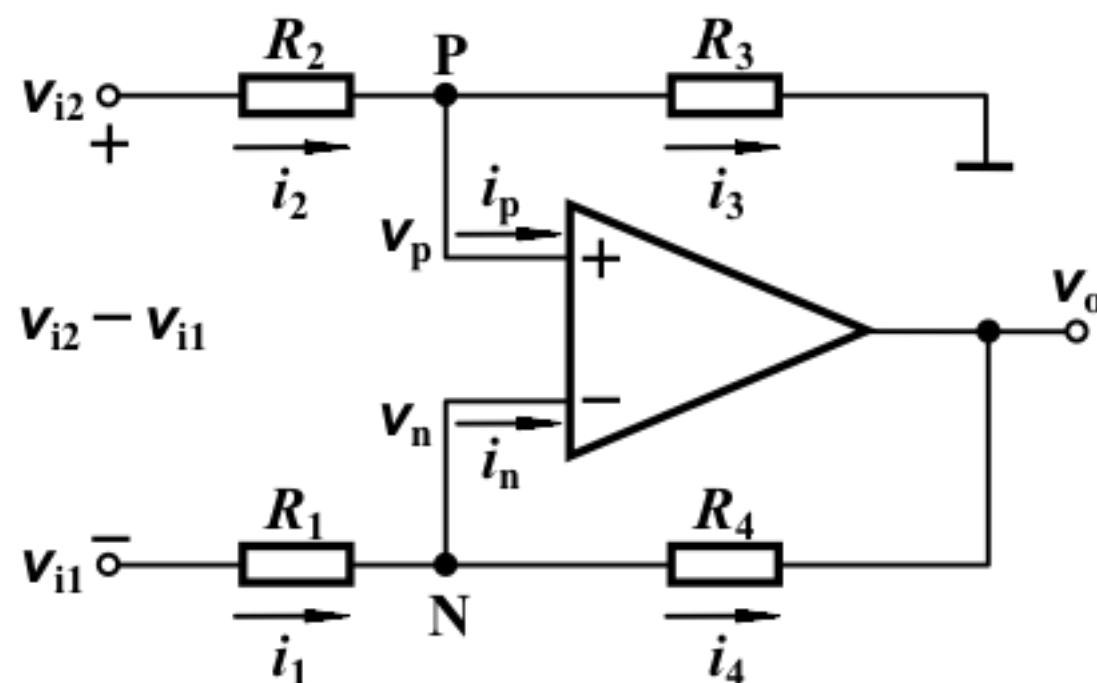 R2 P R3
vi2
+
i2 ip i3
vp +
vo
vi2 − vi1
vn −
in
R1 R4
−
vi1
N
i1 i4